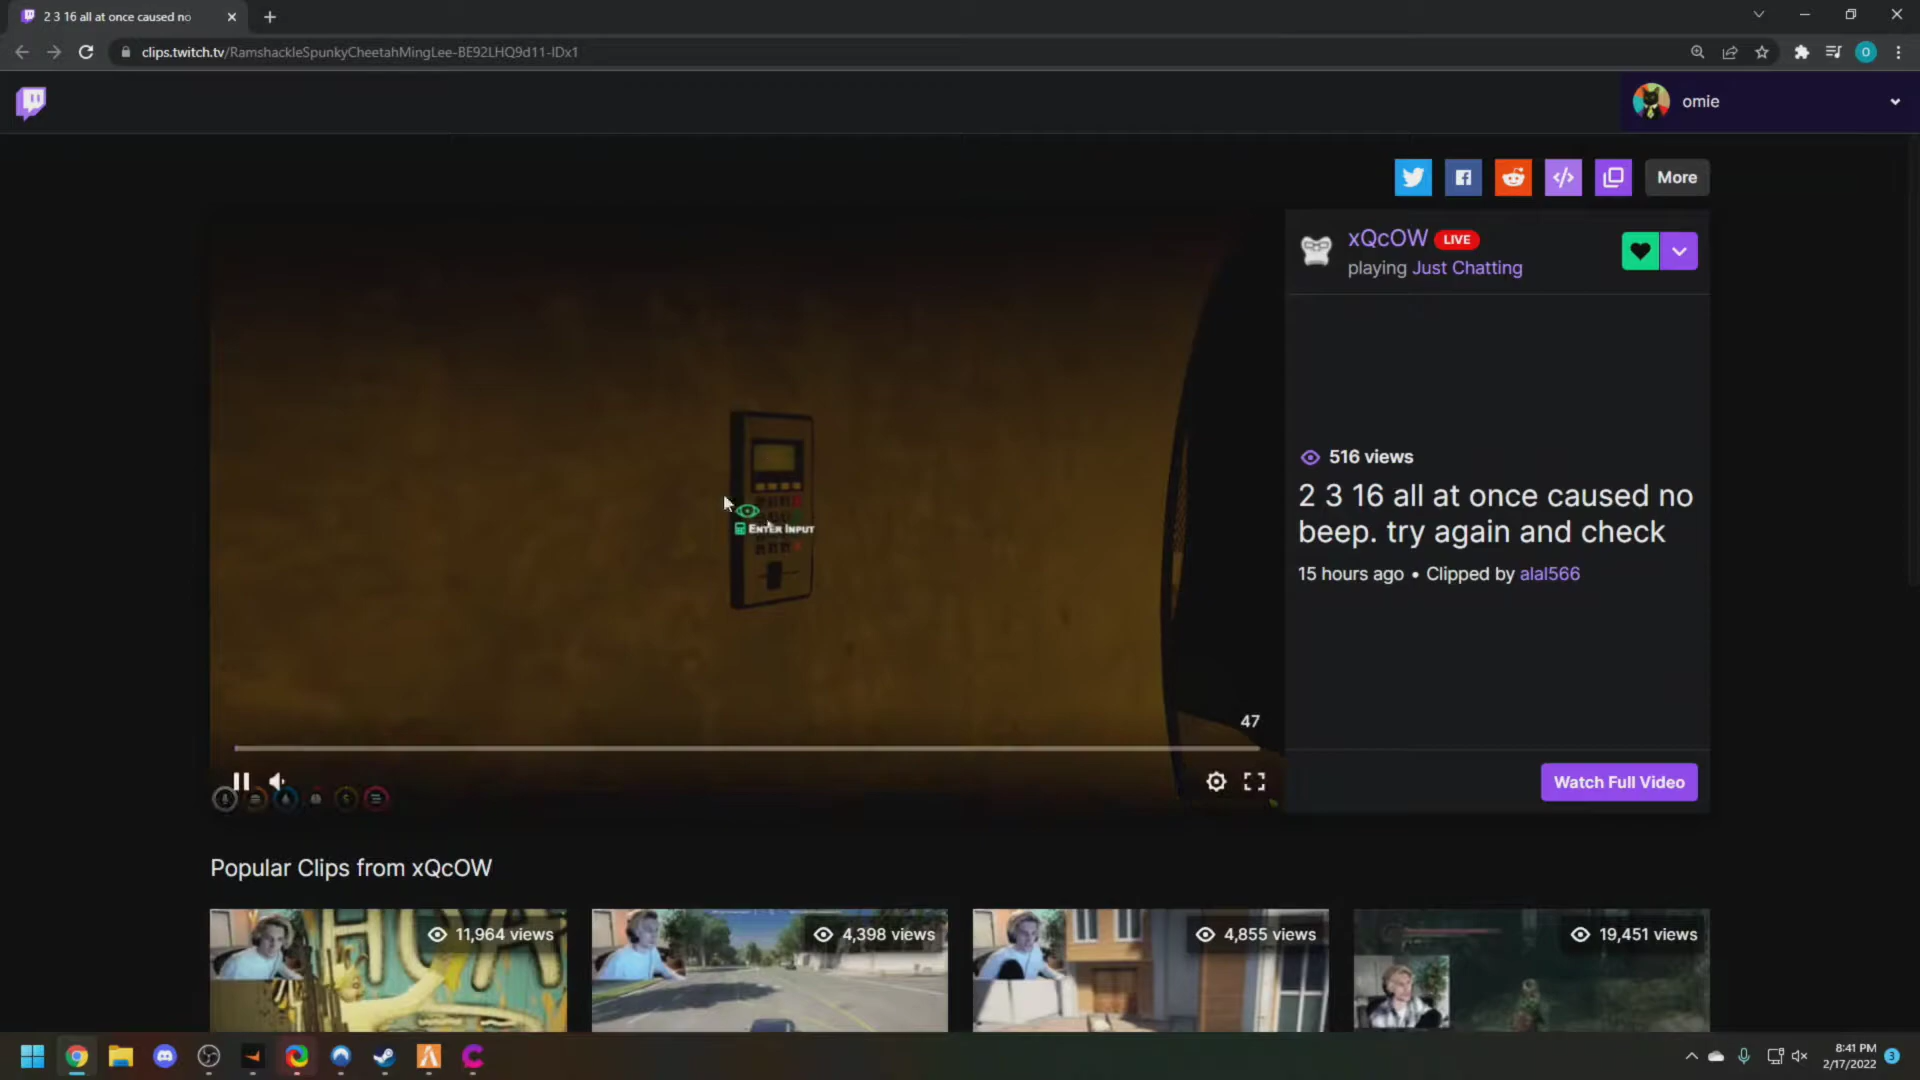 2 3 16 all at once caused no
clips.twitch.tv/RamshackleSpunkyCheetahMingLee-BE92LHQ9d11-IDx1
O
omie
More
xQcOW LIVE
playing Just Chatting
ENTER INPUT
516 views
2 3 16 all at once caused no
beep. try again and check
15 hours ago • Clipped by alal566
47
Watch Full Video
Popular Clips from xQcOW
11,964 views
4,398 views
4,855 views
19,451 views
8:41 PM
2/17/2022
3